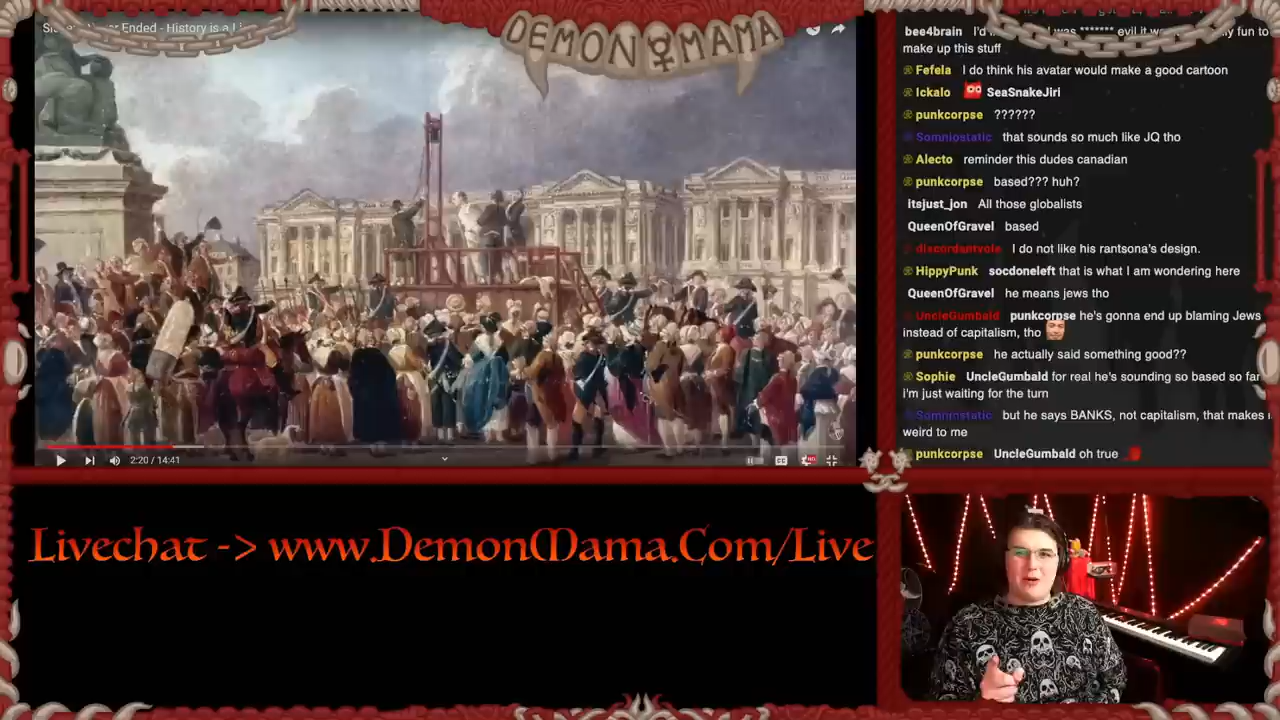 DEMON MAMA
Ended - History is a Li
2:20 / 14:41
Livechat -> www.DemonMama.Com/Live
bee4brain I'd was ******* evil it fun to
make up this stuff
Fefela I do think his avatar would make a good cartoon
Ickalo SeaSnakeJiri
punkcorpse ??????
Somniostatic that sounds so much like JQ tho
Alecto reminder this dudes canadian
punkcorpse based??? huh?
itsjust_jon All those globalists
QueenOfGravel based
discordantvole I do not like his rantsona's design.
HippyPunk socdoneleft that is what I am wondering here
QueenOfGravel he means jews tho
UncleGumbald punkcorpse he's gonna end up blaming Jews
instead of capitalism, tho
punkcorpse he actually said something good??
Sophie UncleGumbald for real he's sounding so based so far
i'm just waiting for the turn
Somniostatic but he says BANKS, not capitalism, that makes i
weird to me
punkcorpse UncleGumbald oh true